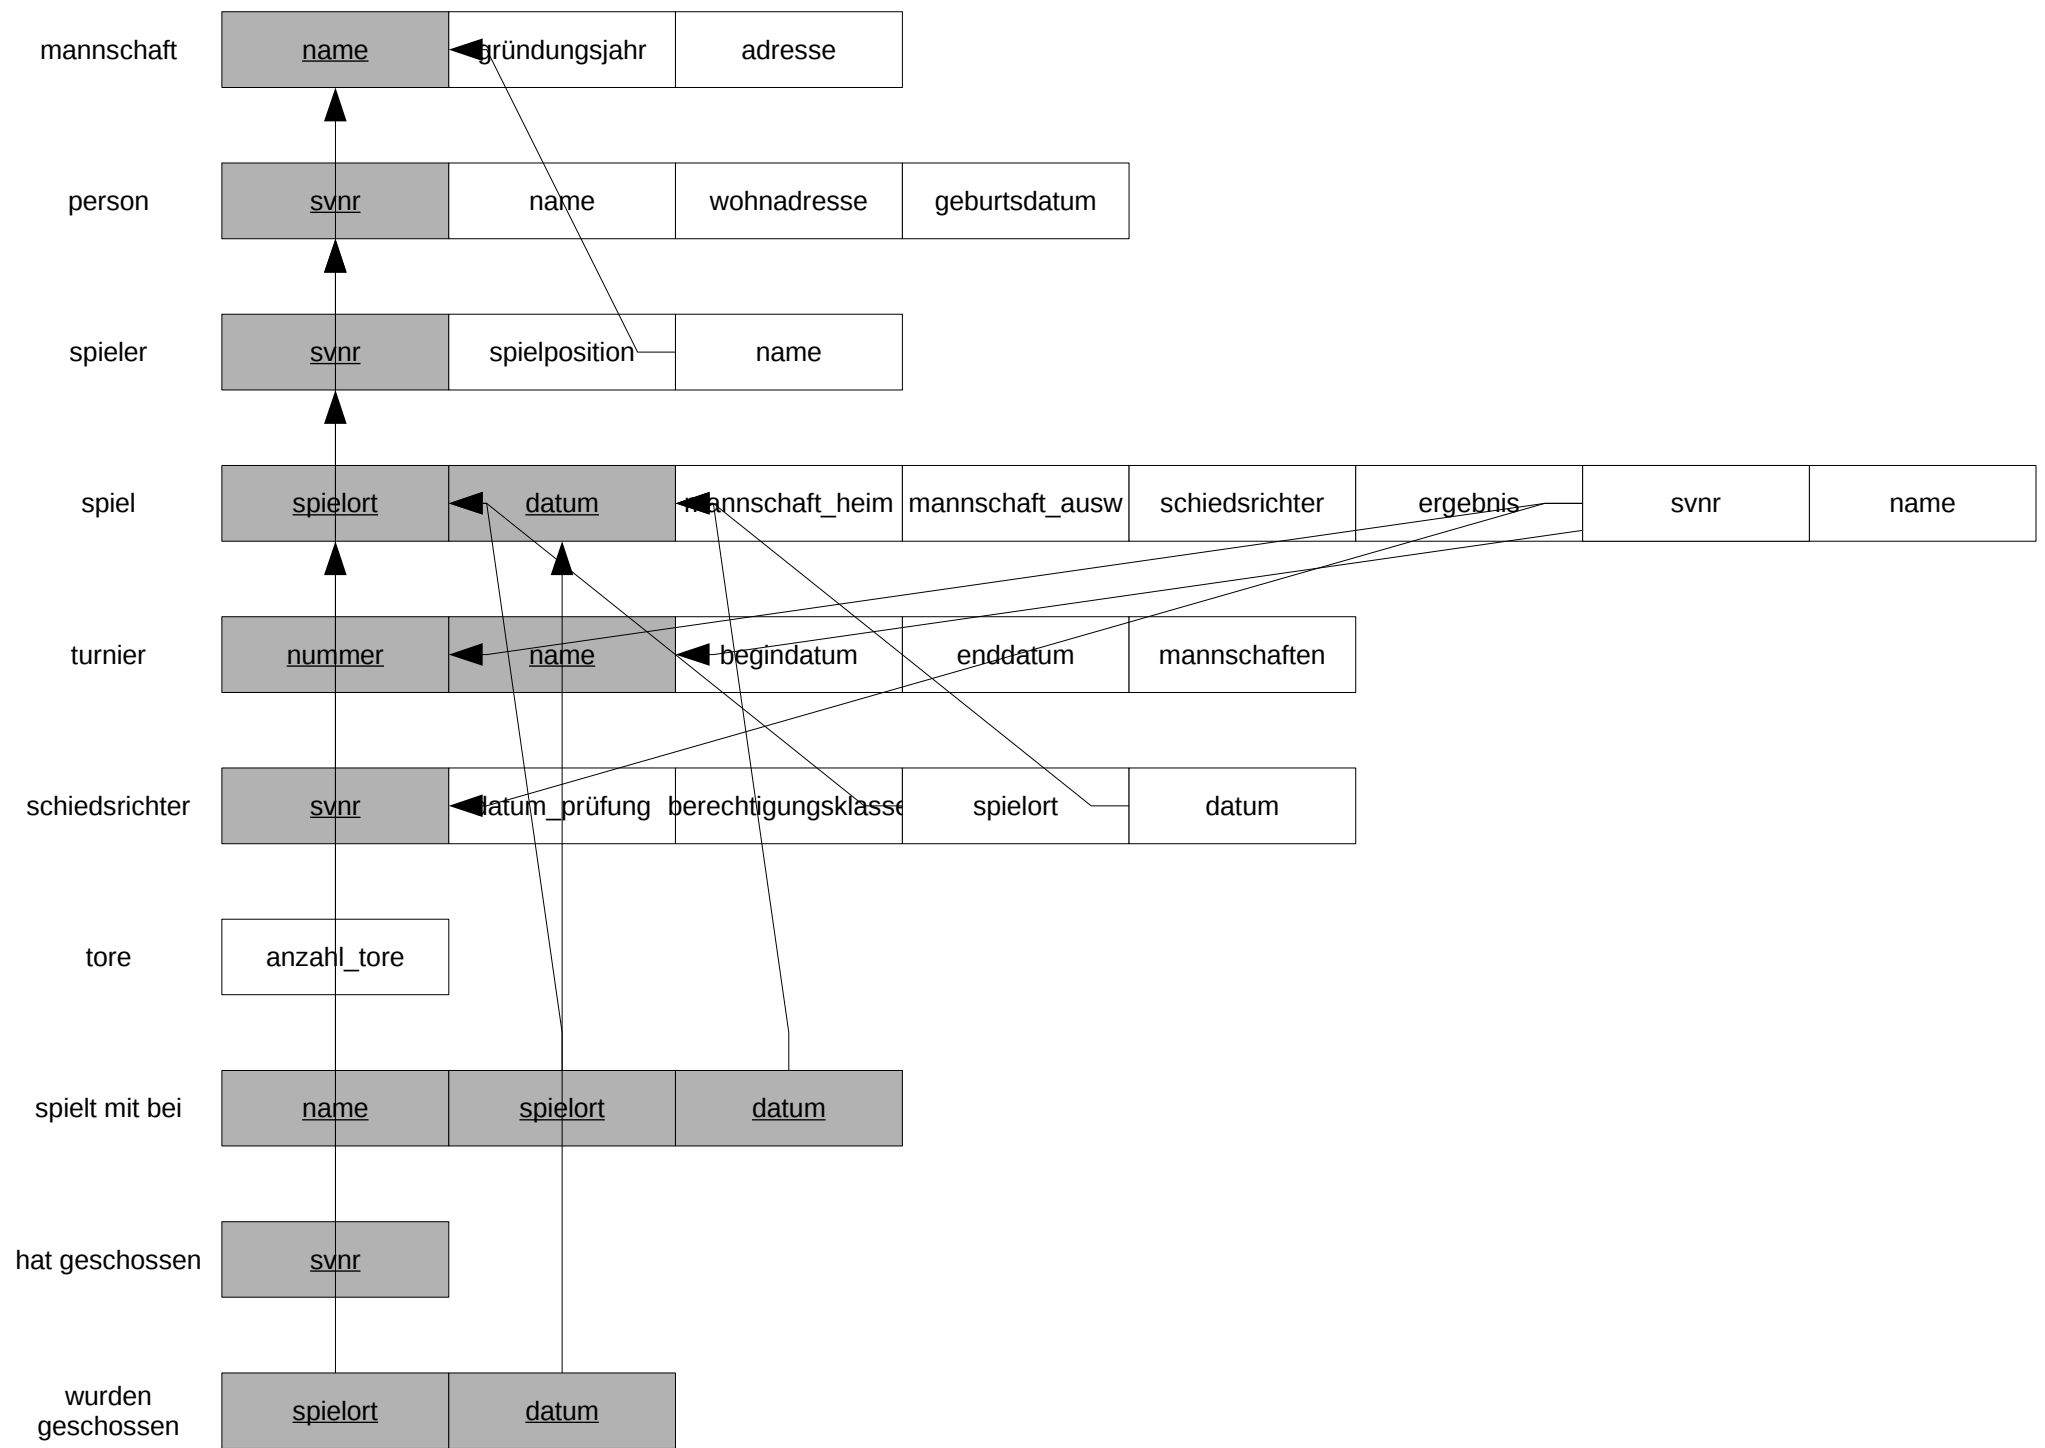 mannschaft name gründungsjahr adresse
person svnr name wohnadresse geburtsdatum
spieler svnr spielposition name
spiel spielort datum mannschaft_heim mannschaft_ausw schiedsrichter ergebnis svnr name
turnier nummer name begindatum enddatum mannschaften
schiedsrichter svnr datum_prüfung berechtigungsklasse spielort datum
tore anzahl_tore
spielt mit bei name spielort datum
hat geschossen svnr
wurden
geschossen spielort datum